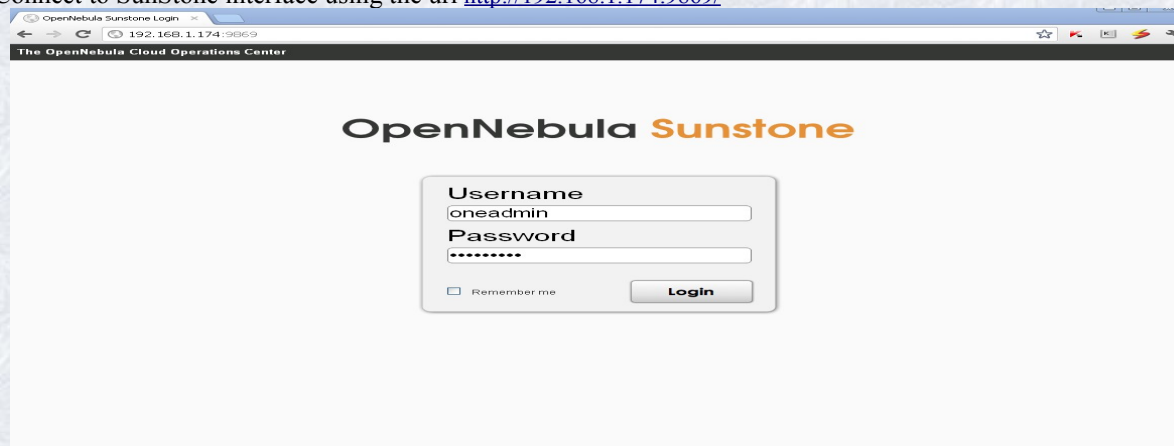 Connect to SunStone interface using the url http://192.168.1.174:9869/
OpenNebula Sunstone Login
192.168.1.174:9869
The OpenNebula Cloud Operations Center
OpenNebula Sunstone
Username
oneadmin
Password
•••••••••
Remember me
Login